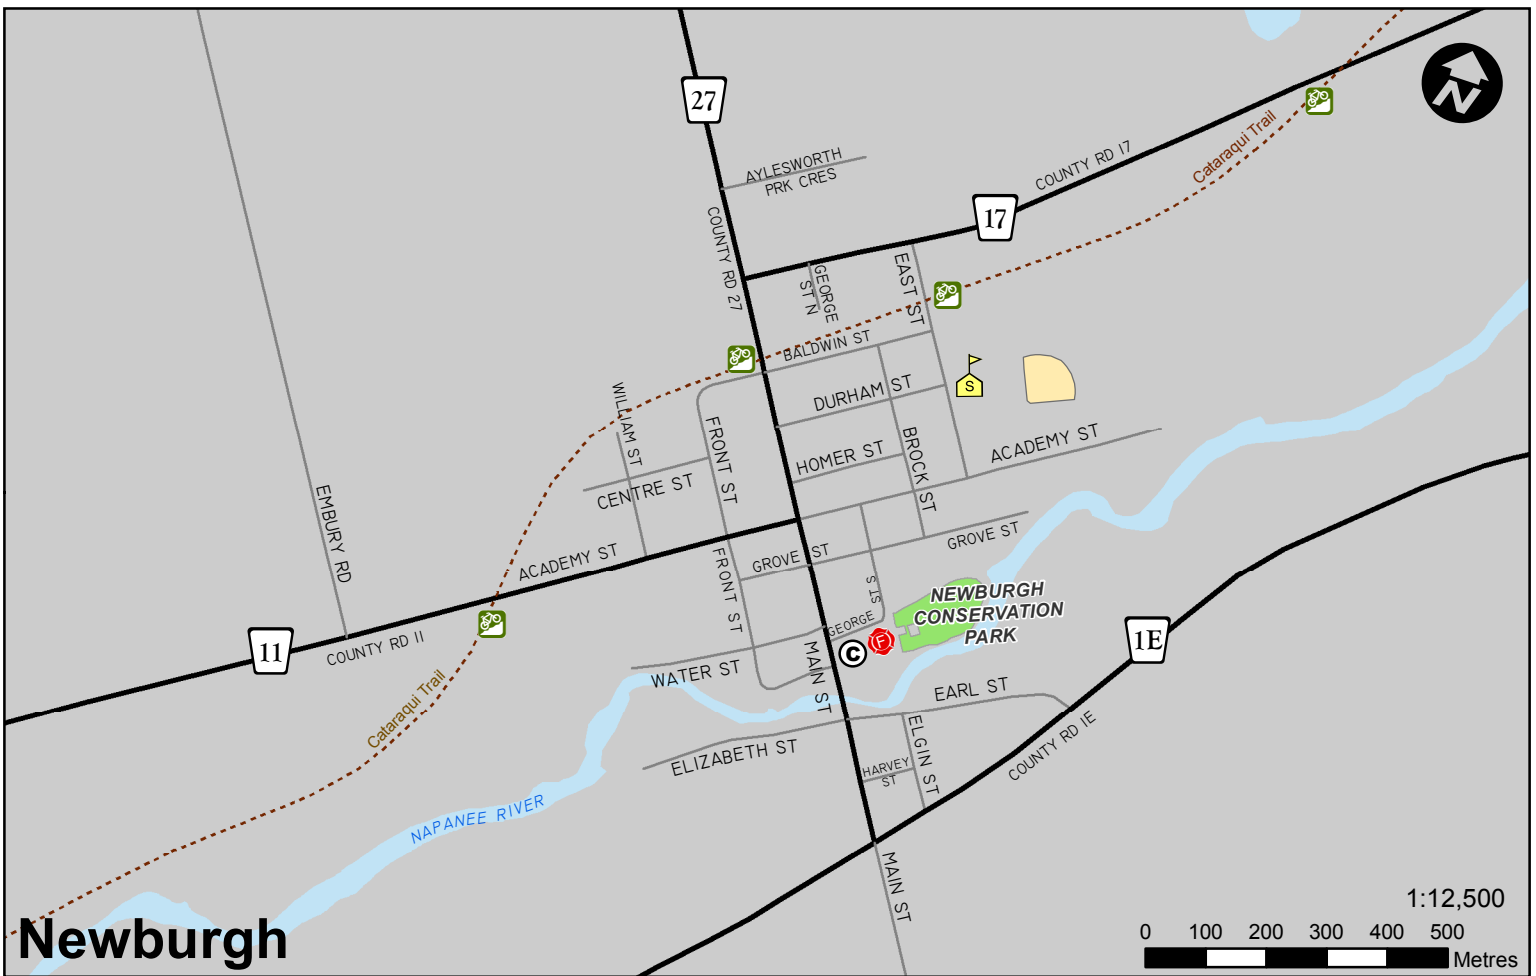 27
N
AYLESWORTH
PRK CRES
COUNTY RD 17
Cataraqui Trail
17
COUNTY RD 27
GEORGE
ST N
EAST ST
BALDWIN ST
WILLIAM ST
DURHAM ST
S
FRONT ST
HOMER ST
BROCK ST
ACADEMY ST
CENTRE ST
EMBURY RD
ACADEMY ST
GROVE ST
GROVE ST
FRONT ST
GEORGE
ST S
NEWBURGH
CONSERVATION
PARK
F
C
11
COUNTY RD 11
1E
WATER ST
MAIN ST
EARL ST
Cataraqui Trail
ELIZABETH ST
ELGIN ST
HARVEY
ST
COUNTY RD 1E
NAPANEE RIVER
MAIN ST
Newburgh
1:12,500
0 100 200 300 400 500
Metres